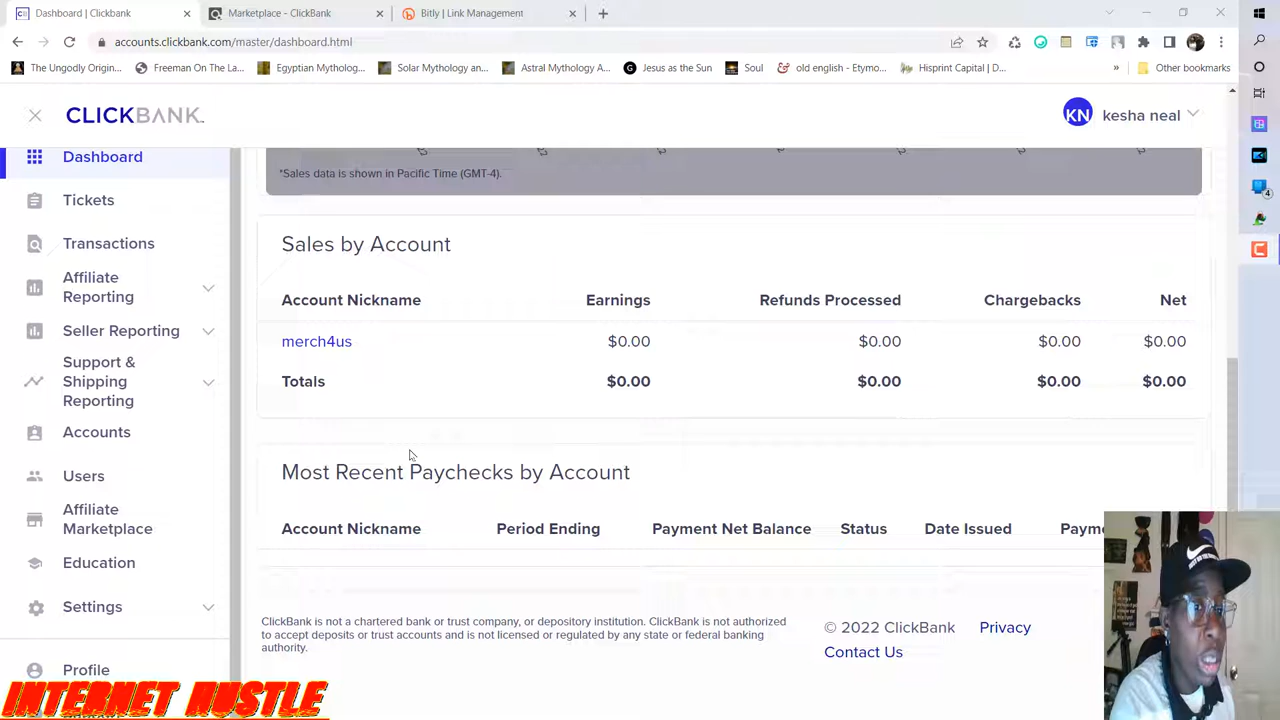 Dashboard | Clickbank
Marketplace - ClickBank
Bitly | Link Management
accounts.clickbank.com/master/dashboard.html
The Ungodly Origin...
Freeman On The La...
Egyptian Mytholog...
Solar Mythology an...
Astral Mythology A...
Jesus as the Sun
Soul
old english - Etymo...
Hisprint Capital | D...
»
Other bookmarks
CLICKBANK.
KN
kesha neal
Dashboard
Tickets
Transactions
Affiliate
Reporting
Seller Reporting
Support &
Shipping
Reporting
Accounts
Users
Affiliate
Marketplace
Education
Settings
Profile
*Sales data is shown in Pacific Time (GMT-4).
Sales by Account
Account Nickname Earnings Refunds Processed Chargebacks Net
merch4us $0.00 $0.00 $0.00 $0.00
Totals $0.00 $0.00 $0.00 $0.00
Most Recent Paychecks by Account
Account Nickname Period Ending Payment Net Balance Status Date Issued Payme
ClickBank is not a chartered bank or trust company, or depository institution. ClickBank is not authorized
to accept deposits or trust accounts and is not licensed or regulated by any state or federal banking
authority.
© 2022 ClickBank Privacy
Contact Us
INTERNET HUSTLE
4